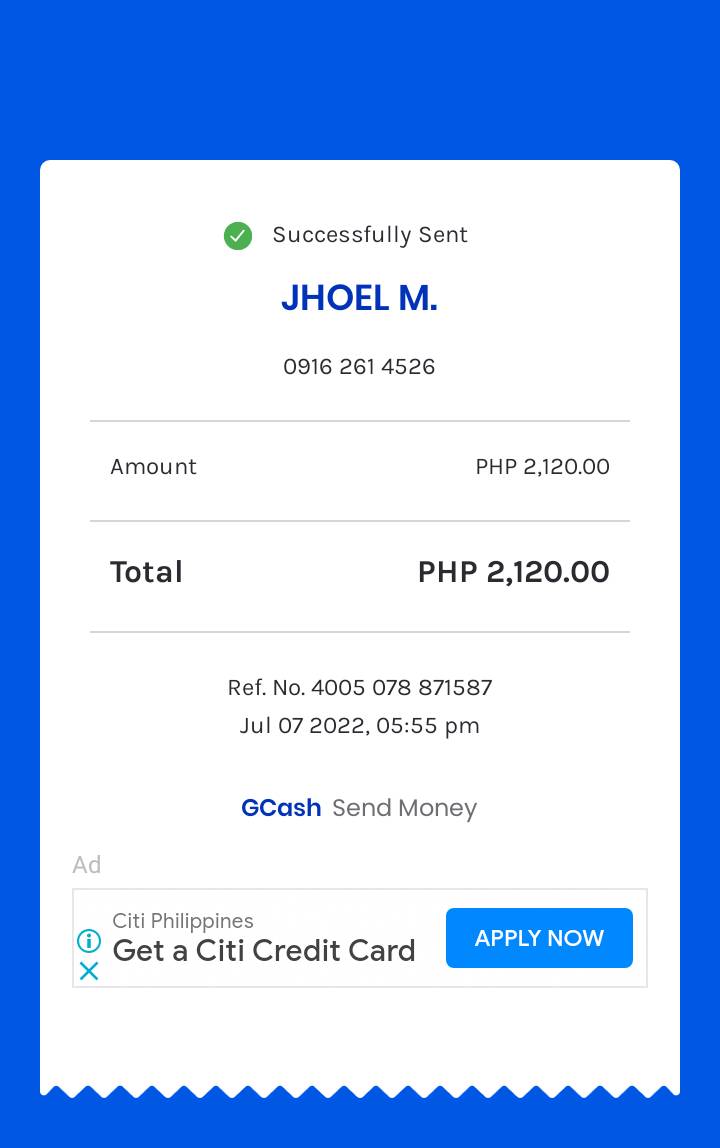 Successfully Sent
JHOEL M.
0916 261 4526
Amount PHP 2,120.00
Total PHP 2,120.00
Ref. No. 4005 078 871587
Jul 07 2022, 05:55 pm
GCash Send Money
Ad
Citi Philippines
Get a Citi Credit Card
APPLY NOW